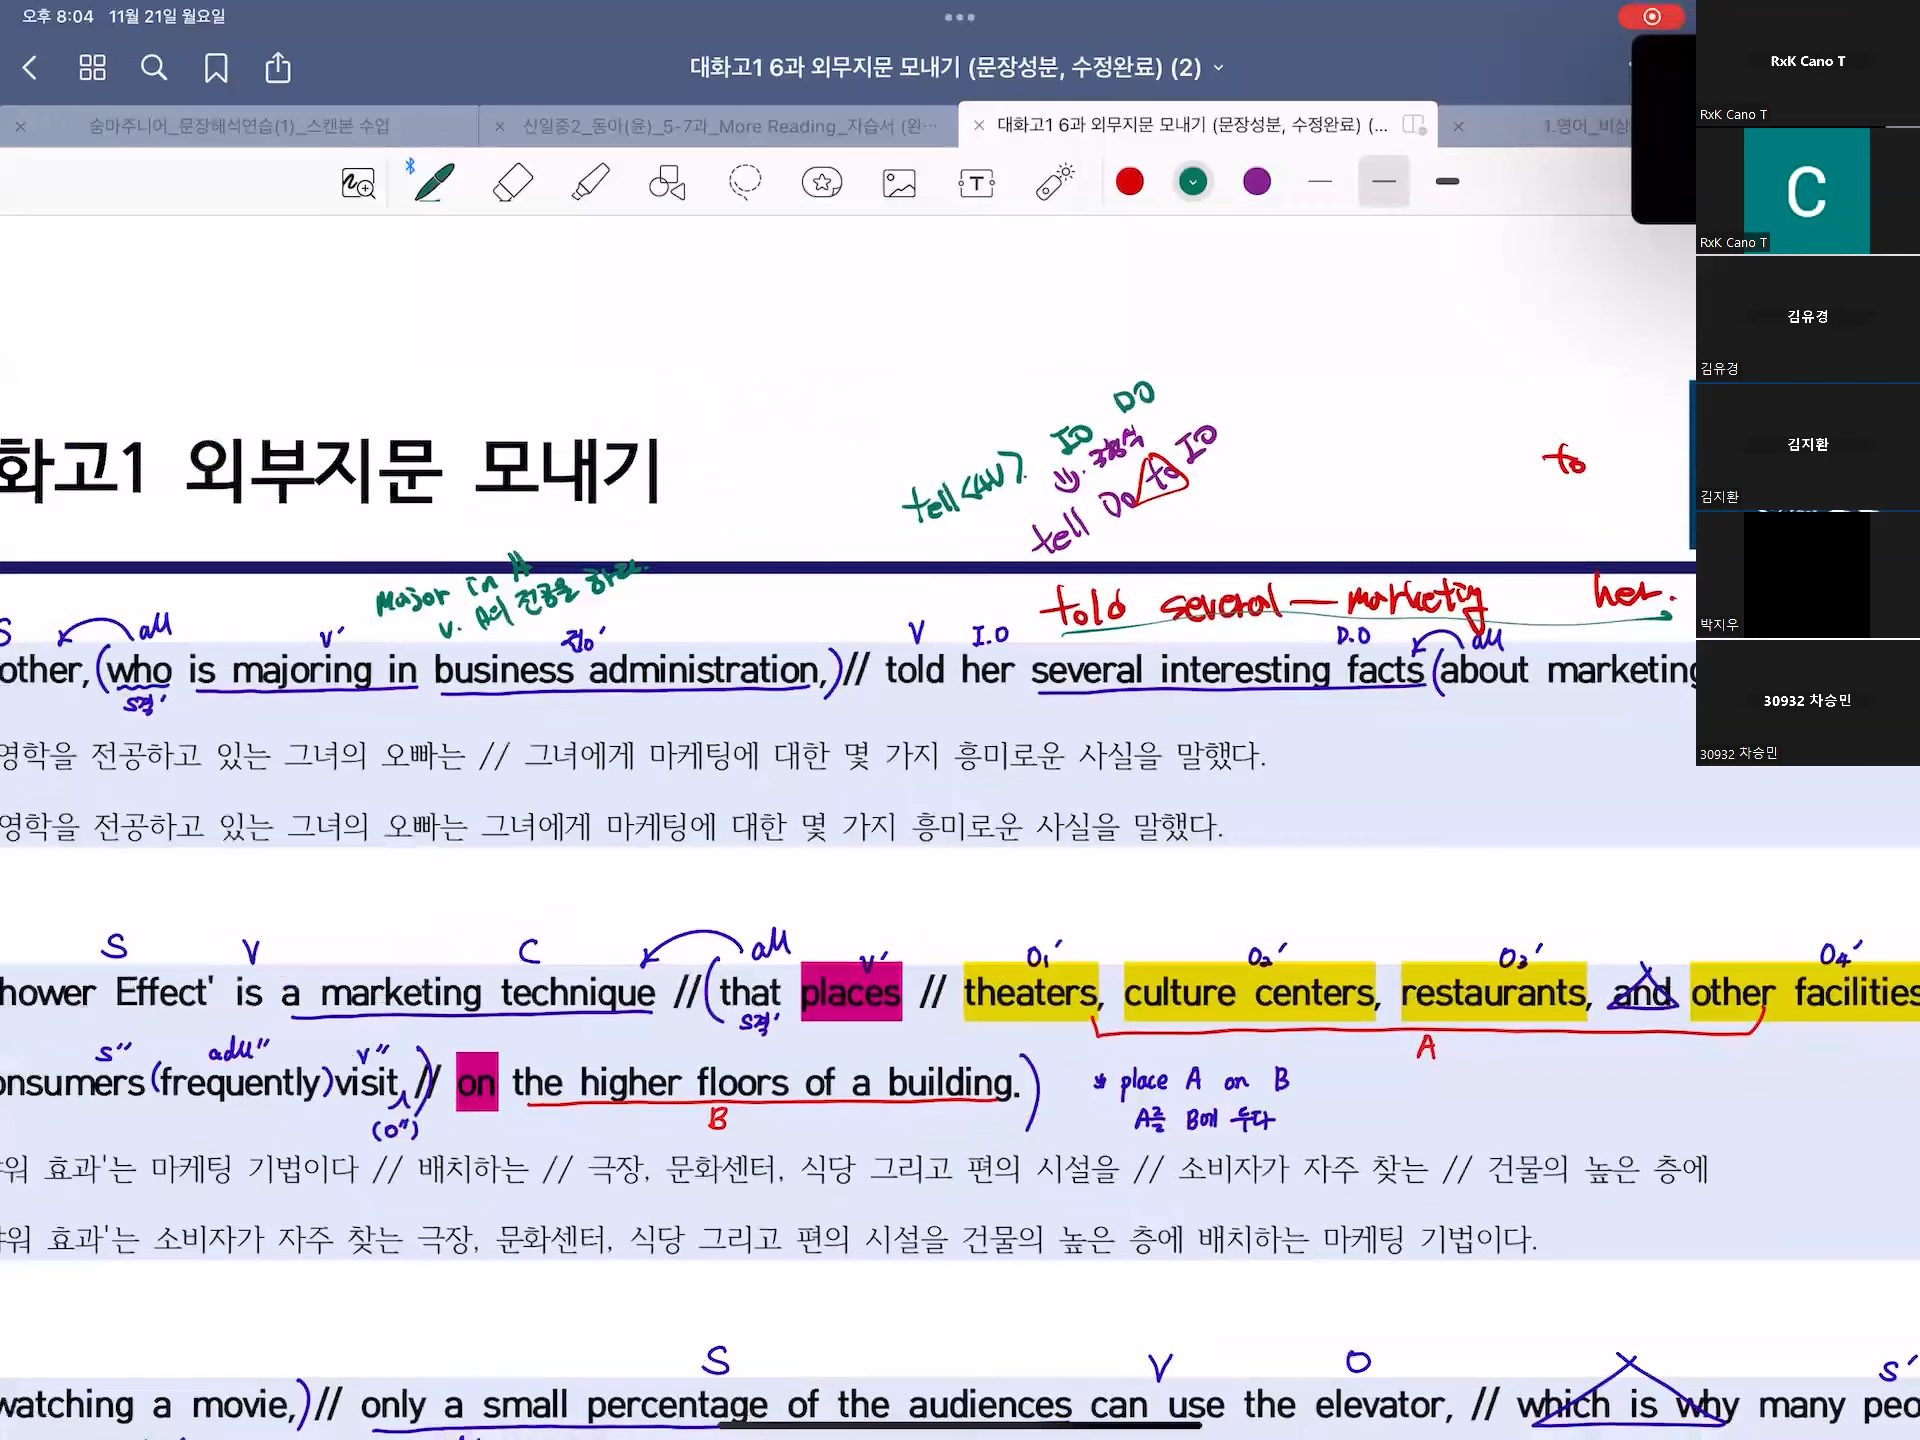 오후 8:04 11월 21일 월요일
대화고1 6과 외무지문 모내기 (문장성분, 수정완료) (2)
숨마주니어_문장해석연습(1)_스캔본 수업
신일중2_동아(윤)_5-7과_More Reading_자습서 (완…
대화고1 6과 외무지문 모내기 (문장성분, 수정완료) (...
1.영어_비상
RxK Cano T
RxK Cano T
C
RxK Cano T
김유경
김유경
김지환
김지환
박지우
30932 차승민
30932 차승민
DO
IO
tell <4V>.
3형식
tell DO to IO
to
화고1 외부지문 모내기
Major in A
v. A의 전공을 하다.
told several — marketing her.
S all v' 전o' V I.O D.O all
other, (who is majoring in business administration,) // told her several interesting facts (about marketing
S격'
영학을 전공하고 있는 그녀의 오빠는 // 그녀에게 마케팅에 대한 몇 가지 흥미로운 사실을 말했다.
영학을 전공하고 있는 그녀의 오빠는 그녀에게 마케팅에 대한 몇 가지 흥미로운 사실을 말했다.
S V C all v' O1' O2' O3' O4'
hower Effect' is a marketing technique // (that places // theaters, culture centers, restaurants, and other facilities
S격' A
s" adv" v"
onsumers (frequently) visit, ) // on the higher floors of a building.)
(o") B
* place A on B
A를 B에 두다
워 효과'는 마케팅 기법이다 // 배치하는 // 극장, 문화센터, 식당 그리고 편의 시설을 // 소비자가 자주 찾는 // 건물의 높은 층에
워 효과'는 소비자가 자주 찾는 극장, 문화센터, 식당 그리고 편의 시설을 건물의 높은 층에 배치하는 마케팅 기법이다.
S V O S'
watching a movie,) // only a small percentage of the audiences can use the elevator, // which is why many peo